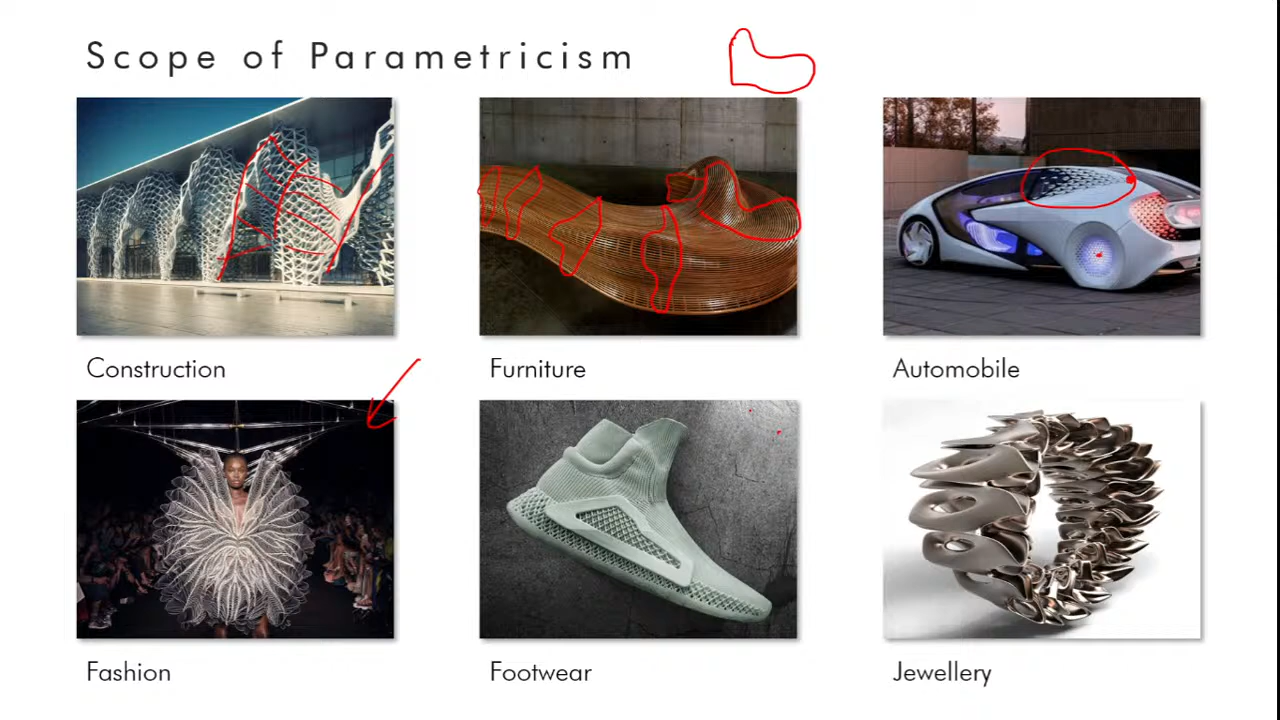 Scope of Parametricism
Construction
Furniture
Automobile
Fashion
Footwear
Jewellery